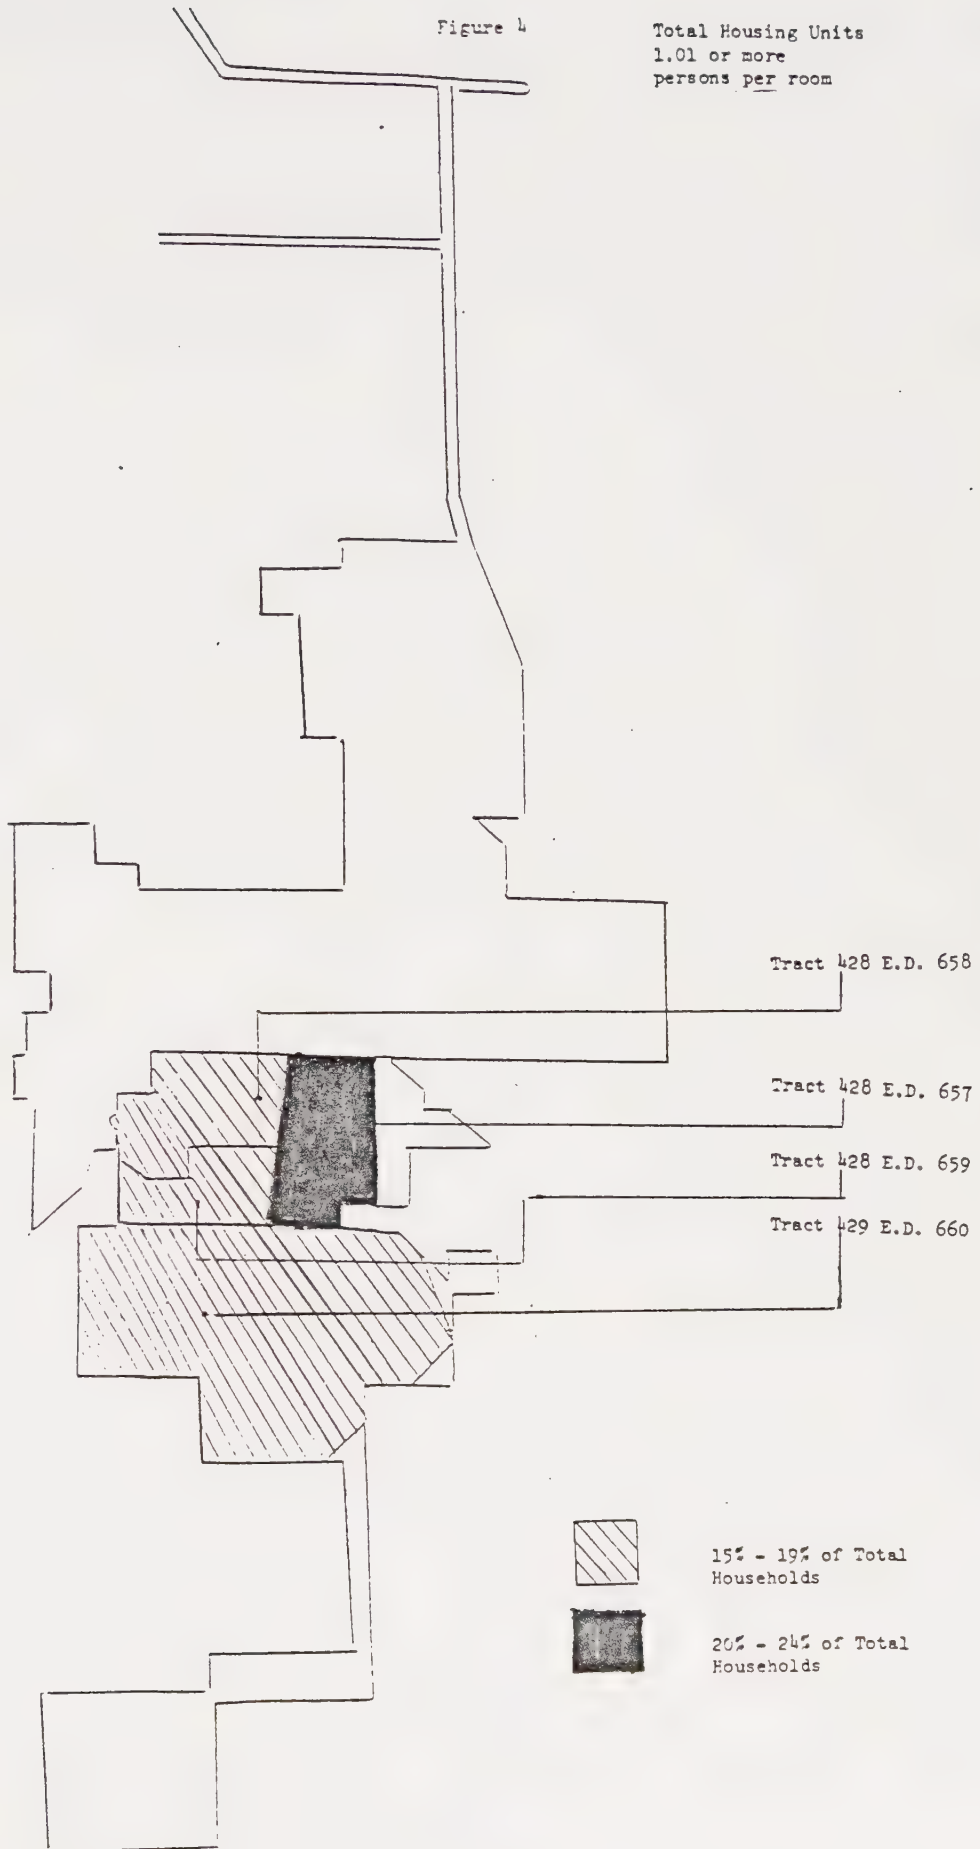 Figure 4
Total Housing Units
1.01 or more
persons per room
Tract 428 E.D. 658
Tract 428 E.D. 657
Tract 428 E.D. 659
Tract 429 E.D. 660
15% - 19% of Total
Households
20% - 24% of Total
Households